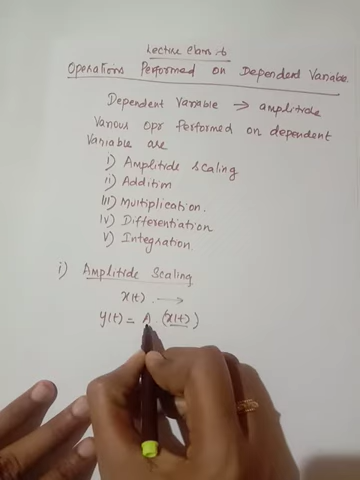 Lecture class-6
Operations Performed on Dependent Variable
Dependent Variable → amplitude
Various opr performed on dependent
Variable are
i) Amplitude scaling
ii) Addition
iii) Multiplication.
iv) Differentiation
v) Integration.
i) Amplitude Scaling
x(t) . →
y(t) = A . (x(t))